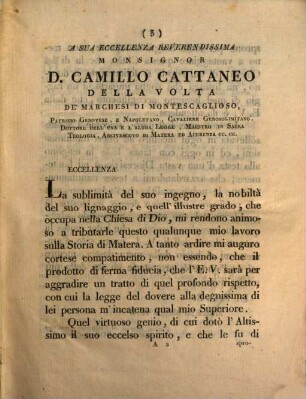 ( 3 )
A SUA ECCELLENZA REVERENDISSIMA
MONSIGNOR
D. CAMILLO CATTANEO
DELLA VOLTA
DE' MARCHESI DI MONTESCAGLIOSO,
PATRIZIO GENOVESE, E NAPOLETANO, CAVALIERE GEROSOLIMITANO,
DOTTORE DELL' UNA E L'ALTRA LEGGE, MAESTRO IN SACRA
TEOLOGIA, ARCIVESCOVO DI MATERA ED ACERENZA EC. EC.
ECCELLENZA
La sublimità del suo ingegno, la nobiltà
del suo lignaggio, e quell' illustre grado, che
occupa nella Chiesa di Dio, mi rendono animo-
so a tributarle questo qualunque mio lavoro
sulla Storia di Matera. A tanto ardire mi auguro
cortese compatimento, non essendo, che il
prodotto di ferma fiducia, che l' E. V. sarà per
aggradire un tratto di quel profondo rispetto,
con cui la legge del dovere alla degnissima di
lei persona m' incatena qual mio Superiore.
Quel virtuoso genio, di cui dotò l' Altis-
simo il suo eccelso spirito, e che le fu di
A 2 spro-